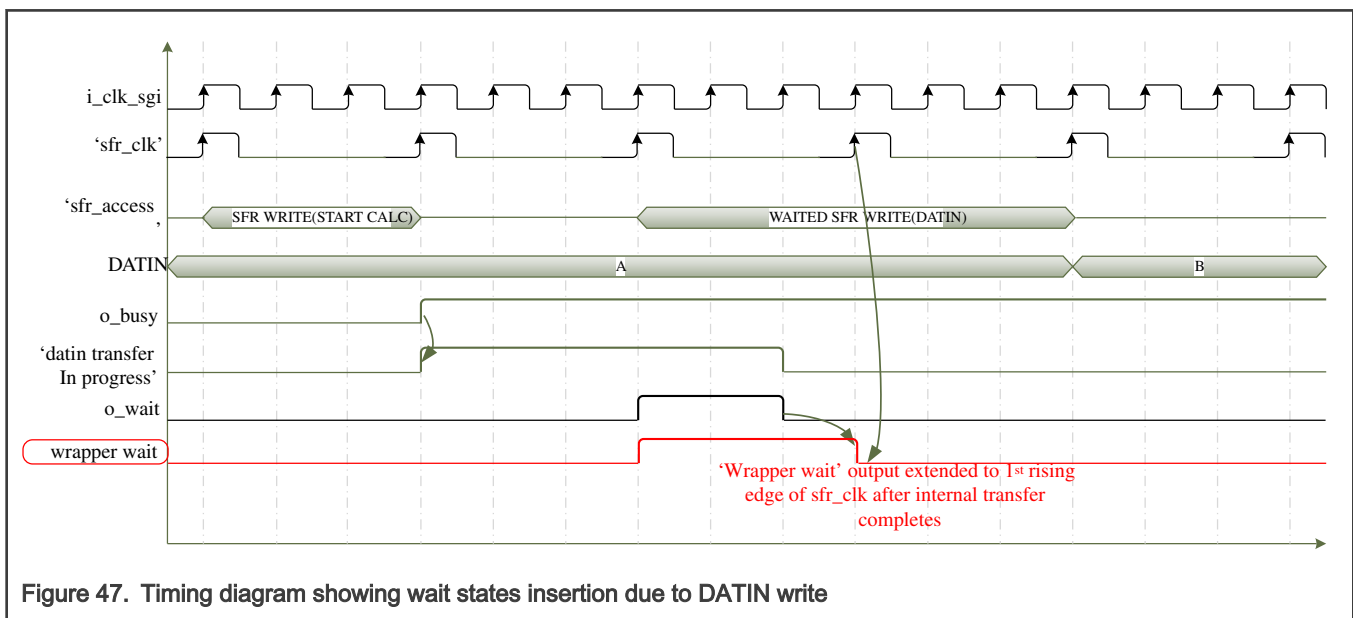 i_clk_sgi
‘sfr_clk’
‘sfr_access
,
SFR WRITE(START CALC)
WAITED SFR WRITE(DATIN)
DATIN
A
B
o_busy
‘datin transfer
In progress’
o_wait
wrapper wait
‘Wrapper wait’ output extended to 1st rising
edge of sfr_clk after internal transfer
completes
Figure 47. Timing diagram showing wait states insertion due to DATIN write